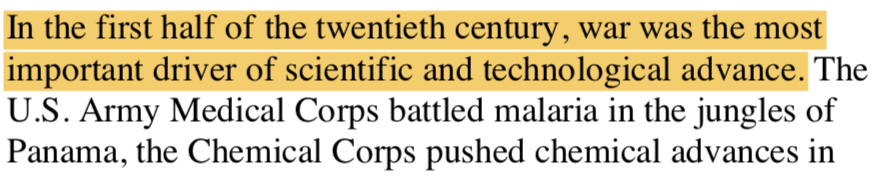 In the first half of the twentieth century, war was the most
important driver of scientific and technological advance. The
U.S. Army Medical Corps battled malaria in the jungles of
Panama, the Chemical Corps pushed chemical advances in